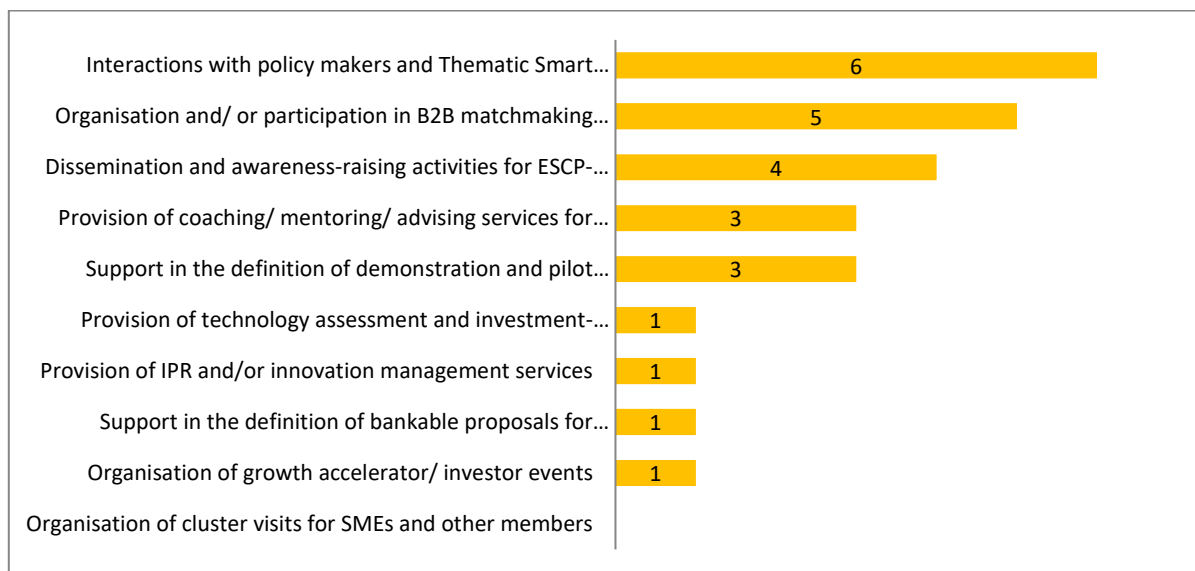 Interactions with policy makers and Thematic Smart... 6
Organisation and/ or participation in B2B matchmaking... 5
Dissemination and awareness-raising activities for ESCP-... 4
Provision of coaching/ mentoring/ advising services for... 3
Support in the definition of demonstration and pilot... 3
Provision of technology assessment and investment-... 1
Provision of IPR and/or innovation management services 1
Support in the definition of bankable proposals for... 1
Organisation of growth accelerator/ investor events 1
Organisation of cluster visits for SMEs and other members